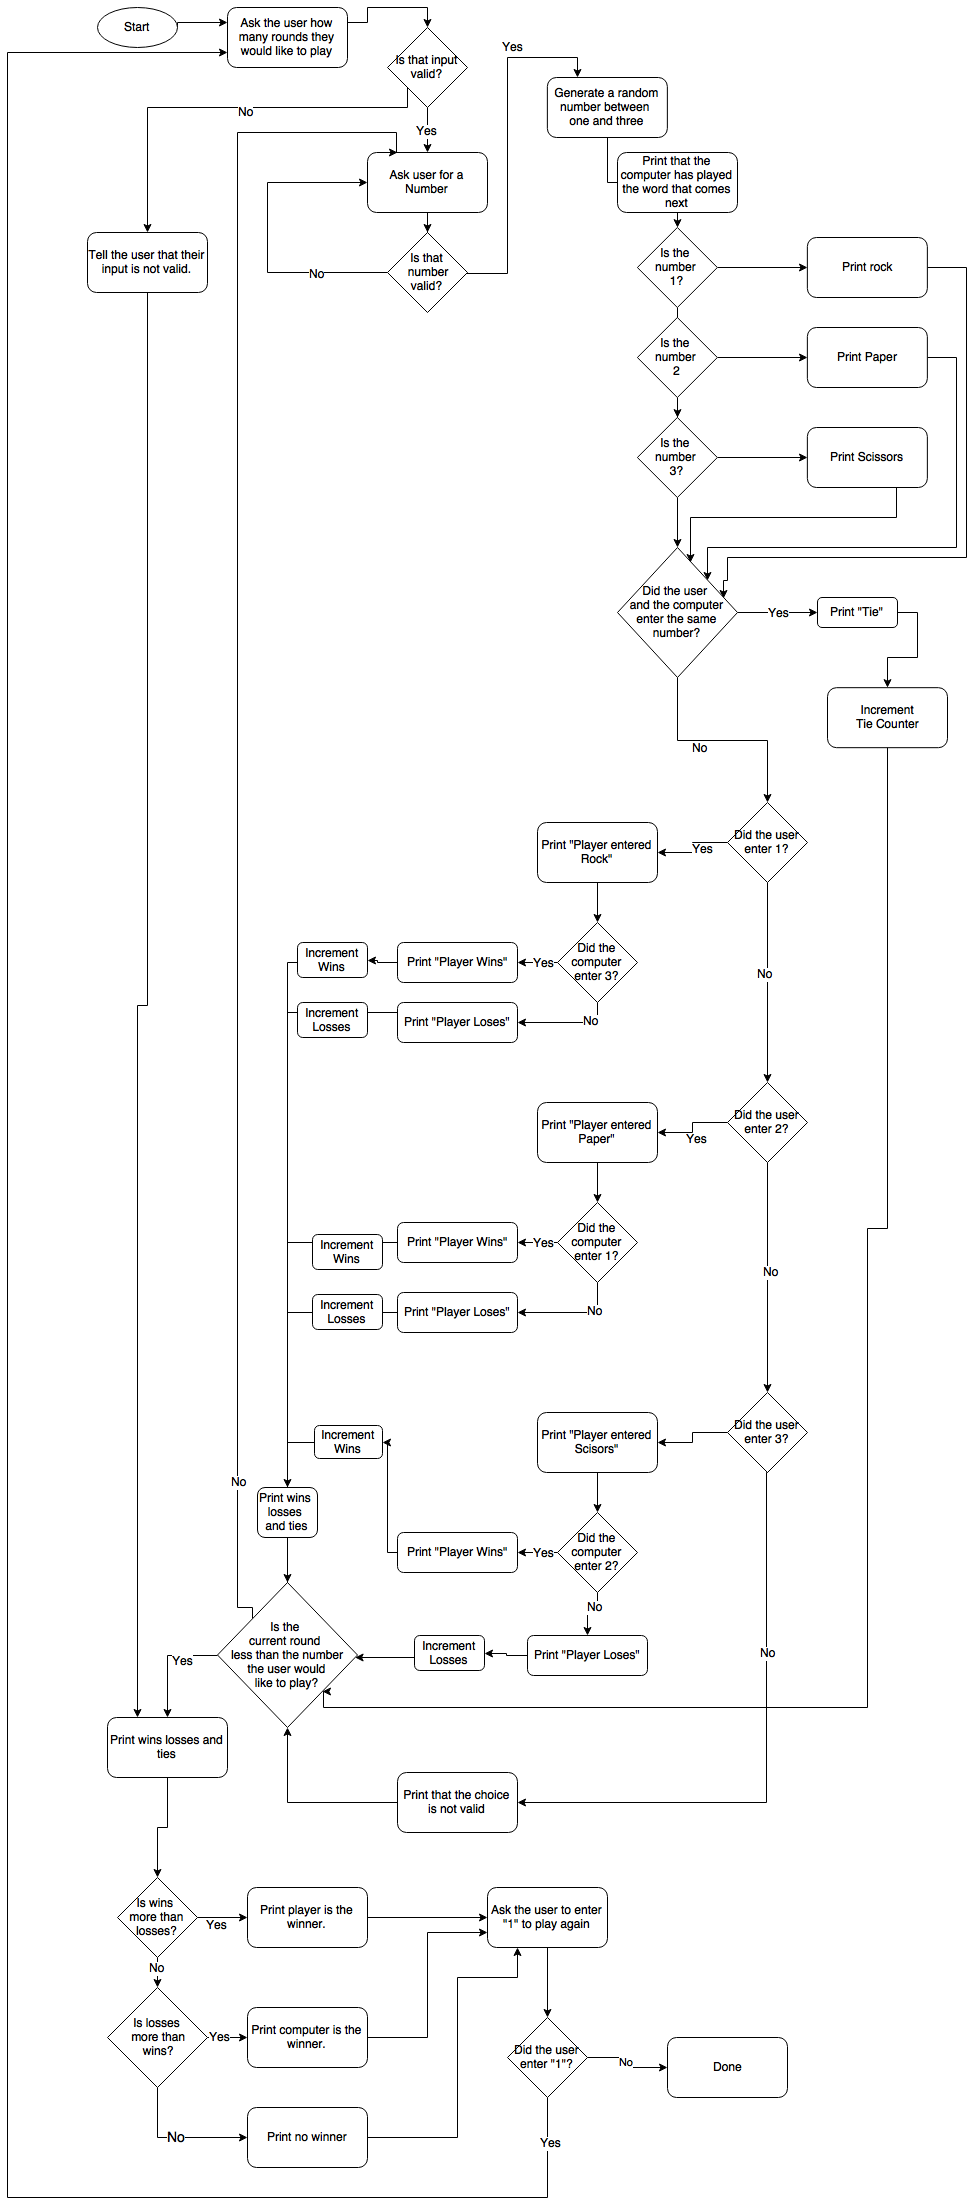 Start
Ask the user how
many rounds they
would like to play
Is that input
valid?
Yes
Generate a random
number between
one and three
No
Yes
Print that the
computer has played
the word that comes
next
Ask user for a
Number
Tell the user that their
input is not valid.
Is that
number
valid?
No
Is the
number
1?
Print rock
Is the
number
2
Print Paper
Is the
number
3?
Print Scissors
Did the user
and the computer
enter the same
number?
Yes
Print "Tie"
Increment
Tie Counter
No
Did the user
enter 1?
Yes
Print "Player entered
Rock"
Did the
computer
enter 3?
Yes
Print "Player Wins"
Increment
Wins
No
No
Print "Player Loses"
Increment
Losses
Did the user
enter 2?
Yes
Print "Player entered
Paper"
Did the
computer
enter 1?
Yes
Print "Player Wins"
Increment
Wins
No
No
Print "Player Loses"
Increment
Losses
Did the user
enter 3?
Print "Player entered
Scisors"
Increment
Wins
No
Print wins
losses
and ties
Did the
computer
enter 2?
Yes
Print "Player Wins"
No
Is the
current round
less than the number
the user would
like to play?
Increment
Losses
Print "Player Loses"
No
Yes
Print wins losses and
ties
Print that the choice
is not valid
Is wins
more than
losses?
Yes
Print player is the
winner.
Ask the user to enter
"1" to play again
No
Is losses
more than
wins?
Yes
Print computer is the
winner.
Did the user
enter "1"?
No
Done
No
Print no winner
Yes